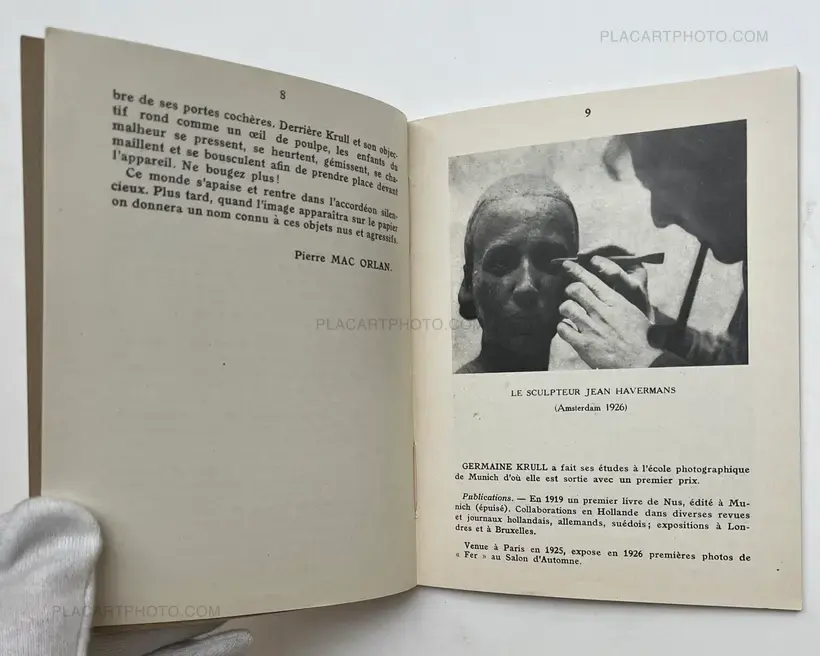 PLACARTPHOTO.COM
8
bre de ses portes cochères. Derrière Krull et son objec-
tif rond comme un œil de poulpe, les enfants du
malheur se pressent, se heurtent, gémissent, se cha-
maillent et se bousculent afin de prendre place devant
l'appareil. Ne bougez plus !
Ce monde s'apaise et rentre dans l'accordéon silen-
cieux. Plus tard, quand l'image apparaîtra sur le papier
on donnera un nom connu à ces objets nus et agressifs.
Pierre MAC ORLAN.
PLACARTPHOTO.COM
9
LE SCULPTEUR JEAN HAVERMANS
(Amsterdam 1926)
GERMAINE KRULL a fait ses études à l'école photographique
de Munich d'où elle est sortie avec un premier prix.
Publications. — En 1919 un premier livre de Nus, édité à Mu-
nich (épuisé). Collaborations en Hollande dans diverses revues
et journaux hollandais, allemands, suédois ; expositions à Lon-
dres et à Bruxelles.
Venue à Paris en 1925, expose en 1926 premières photos de
« Fer » au Salon d'Automne.
PLACARTPHOTO.COM